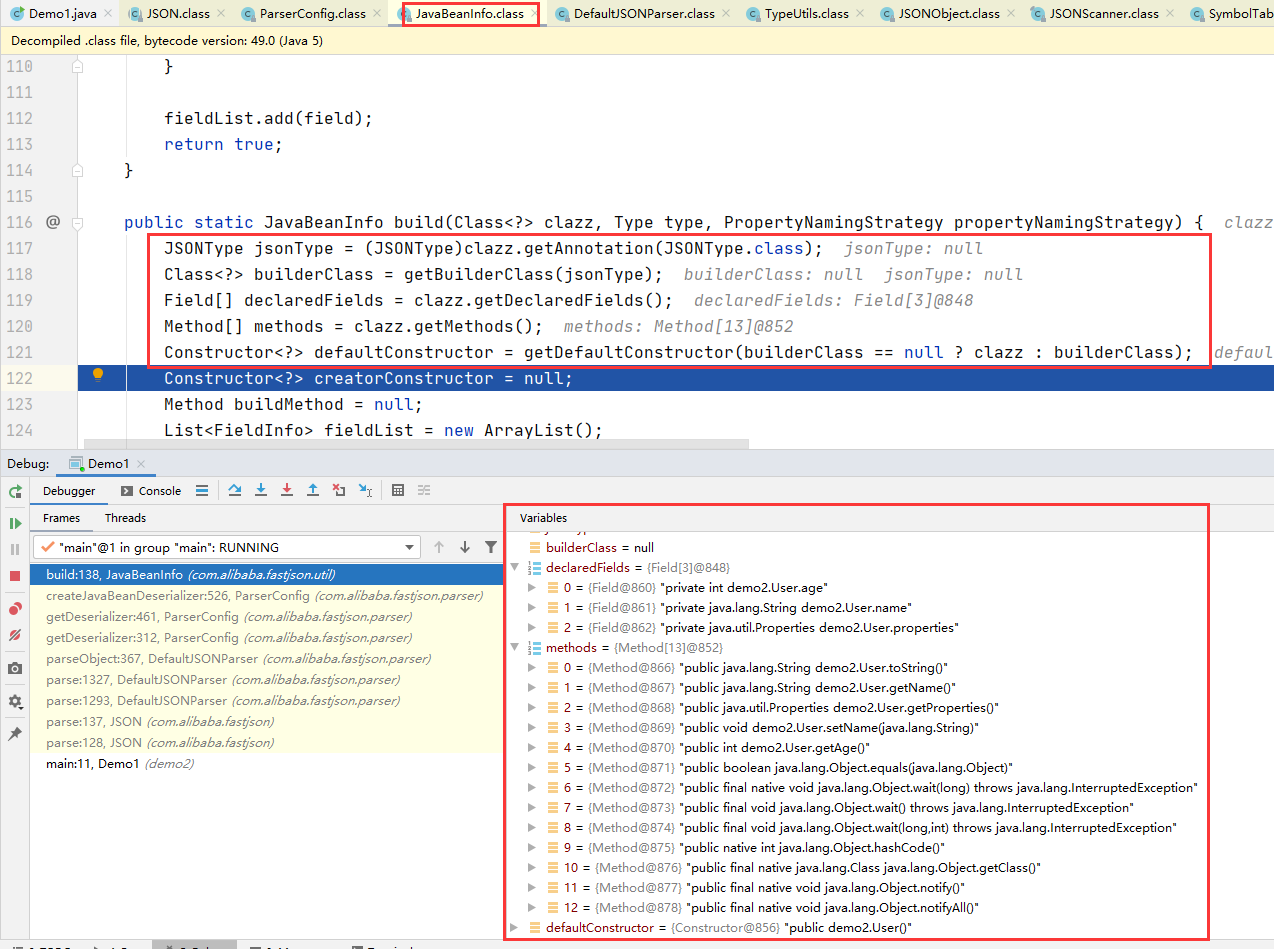 Demo1.java JSON.class ParserConfig.class JavaBeanInfo.class DefaultJSONParser.class TypeUtils.class JSONObject.class JSONScanner.class SymbolTab
Decompiled .class file, bytecode version: 49.0 (Java 5)
110 }
111
112 fieldList.add(field);
113 return true;
114 }
115
116 @ public static JavaBeanInfo build(Class<?> clazz, Type type, PropertyNamingStrategy propertyNamingStrategy) { clazz
117 JSONType jsonType = (JSONType)clazz.getAnnotation(JSONType.class); jsonType: null
118 Class<?> builderClass = getBuilderClass(jsonType); builderClass: null jsonType: null
119 Field[] declaredFields = clazz.getDeclaredFields(); declaredFields: Field[3]@848
120 Method[] methods = clazz.getMethods(); methods: Method[13]@852
121 Constructor<?> defaultConstructor = getDefaultConstructor(builderClass == null ? clazz : builderClass); defaul
122 Constructor<?> creatorConstructor = null;
123 Method buildMethod = null;
124 List<FieldInfo> fieldList = new ArrayList();
Debug: Demo1
Debugger Console
Frames Threads
"main"@1 in group "main": RUNNING
build:138, JavaBeanInfo (com.alibaba.fastjson.util)
createJavaBeanDeserializer:526, ParserConfig (com.alibaba.fastjson.parser)
getDeserializer:461, ParserConfig (com.alibaba.fastjson.parser)
getDeserializer:312, ParserConfig (com.alibaba.fastjson.parser)
parseObject:367, DefaultJSONParser (com.alibaba.fastjson.parser)
parse:1327, DefaultJSONParser (com.alibaba.fastjson.parser)
parse:1293, DefaultJSONParser (com.alibaba.fastjson.parser)
parse:137, JSON (com.alibaba.fastjson)
parse:128, JSON (com.alibaba.fastjson)
main:11, Demo1 (demo2)
Variables
builderClass = null
declaredFields = {Field[3]@848}
0 = {Field@860} "private int demo2.User.age"
1 = {Field@861} "private java.lang.String demo2.User.name"
2 = {Field@862} "private java.util.Properties demo2.User.properties"
methods = {Method[13]@852}
0 = {Method@866} "public java.lang.String demo2.User.toString()"
1 = {Method@867} "public java.lang.String demo2.User.getName()"
2 = {Method@868} "public java.util.Properties demo2.User.getProperties()"
3 = {Method@869} "public void demo2.User.setName(java.lang.String)"
4 = {Method@870} "public int demo2.User.getAge()"
5 = {Method@871} "public boolean java.lang.Object.equals(java.lang.Object)"
6 = {Method@872} "public final native void java.lang.Object.wait(long) throws java.lang.InterruptedException"
7 = {Method@873} "public final void java.lang.Object.wait() throws java.lang.InterruptedException"
8 = {Method@874} "public final void java.lang.Object.wait(long,int) throws java.lang.InterruptedException"
9 = {Method@875} "public native int java.lang.Object.hashCode()"
10 = {Method@876} "public final native java.lang.Class java.lang.Object.getClass()"
11 = {Method@877} "public final native void java.lang.Object.notify()"
12 = {Method@878} "public final native void java.lang.Object.notifyAll()"
defaultConstructor = {Constructor@856} "public demo2.User()"